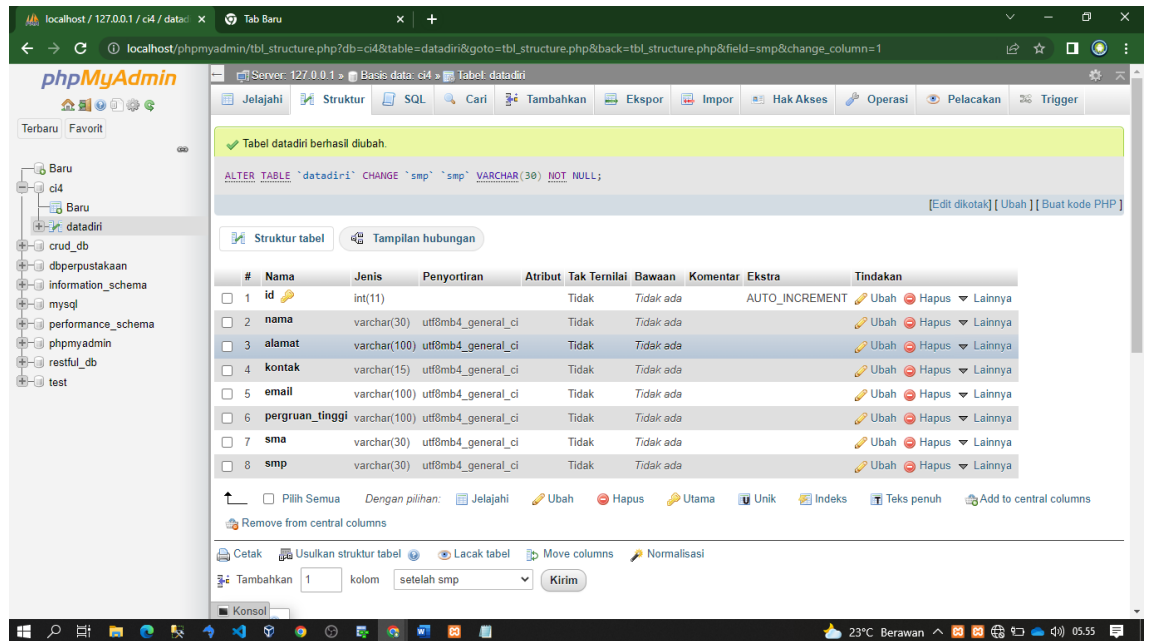 localhost / 127.0.0.1 / ci4 / datad
Tab Baru
localhost/phpmyadmin/tbl_structure.php?db=ci4&table=datadiri&goto=tbl_structure.php&back=tbl_structure.php&field=smp&change_column=1
phpMyAdmin
Terbaru Favorit
Baru
ci4
Baru
datadiri
crud_db
dbperpustakaan
information_schema
mysql
performance_schema
phpmyadmin
restful_db
test
Server: 127.0.0.1 » Basis data: ci4 » Tabel: datadiri
Jelajahi Struktur SQL Cari Tambahkan Ekspor Impor Hak Akses Operasi Pelacakan Trigger
Tabel datadiri berhasil diubah.
ALTER TABLE `datadiri` CHANGE `smp` `smp` VARCHAR(30) NOT NULL;
[Edit dikotak] [ Ubah ] [ Buat kode PHP ]
Struktur tabel Tampilan hubungan
# Nama Jenis Penyortiran Atribut Tak Ternilai Bawaan Komentar Ekstra Tindakan
1 id int(11) Tidak Tidak ada AUTO_INCREMENT Ubah Hapus Lainnya
2 nama varchar(30) utf8mb4_general_ci Tidak Tidak ada Ubah Hapus Lainnya
3 alamat varchar(100) utf8mb4_general_ci Tidak Tidak ada Ubah Hapus Lainnya
4 kontak varchar(15) utf8mb4_general_ci Tidak Tidak ada Ubah Hapus Lainnya
5 email varchar(100) utf8mb4_general_ci Tidak Tidak ada Ubah Hapus Lainnya
6 pergruan_tinggi varchar(100) utf8mb4_general_ci Tidak Tidak ada Ubah Hapus Lainnya
7 sma varchar(30) utf8mb4_general_ci Tidak Tidak ada Ubah Hapus Lainnya
8 smp varchar(30) utf8mb4_general_ci Tidak Tidak ada Ubah Hapus Lainnya
Pilih Semua Dengan pilihan: Jelajahi Ubah Hapus Utama Unik Indeks Teks penuh Add to central columns
Remove from central columns
Cetak Usulkan struktur tabel Lacak tabel Move columns Normalisasi
Tambahkan 1 kolom setelah smp Kirim
Konsol
23°C Berawan 05.55